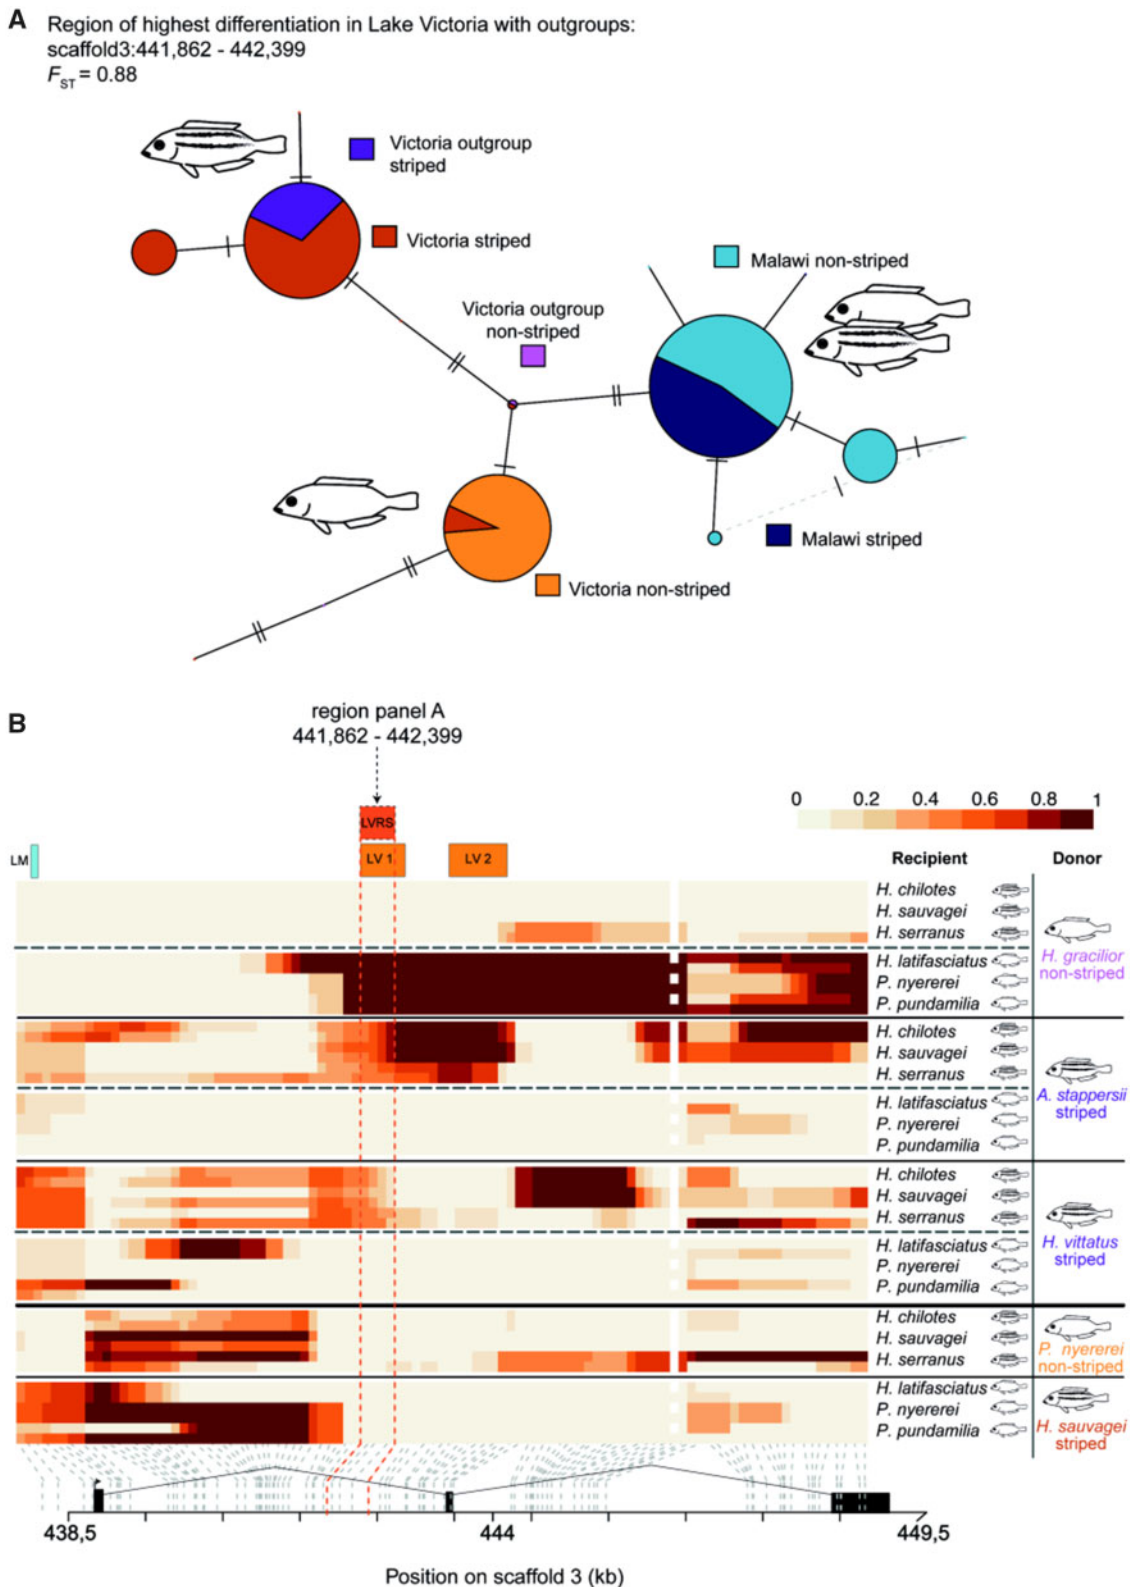 A
Region of highest differentiation in Lake Victoria with outgroups:
scaffold3:441,862 - 442,399
FST = 0.88
Victoria outgroup
striped
Victoria striped
Malawi non-striped
Victoria outgroup
non-striped
Malawi striped
Victoria non-striped
B
region panel A
441,862 - 442,399
0 0.2 0.4 0.6 0.8 1
LVRS
LM
LV 1
LV 2
Recipient
Donor
H. chilotes
H. sauvagei
H. serranus
H. gracilior
non-striped
H. latifasciatus
P. nyererei
P. pundamilia
H. chilotes
H. sauvagei
H. serranus
A. stappersii
striped
H. latifasciatus
P. nyererei
P. pundamilia
H. chilotes
H. sauvagei
H. serranus
H. vittatus
striped
H. latifasciatus
P. nyererei
P. pundamilia
H. chilotes
H. sauvagei
H. serranus
P. nyererei
non-striped
H. latifasciatus
P. nyererei
P. pundamilia
H. sauvagei
striped
438,5
444
449,5
Position on scaffold 3 (kb)